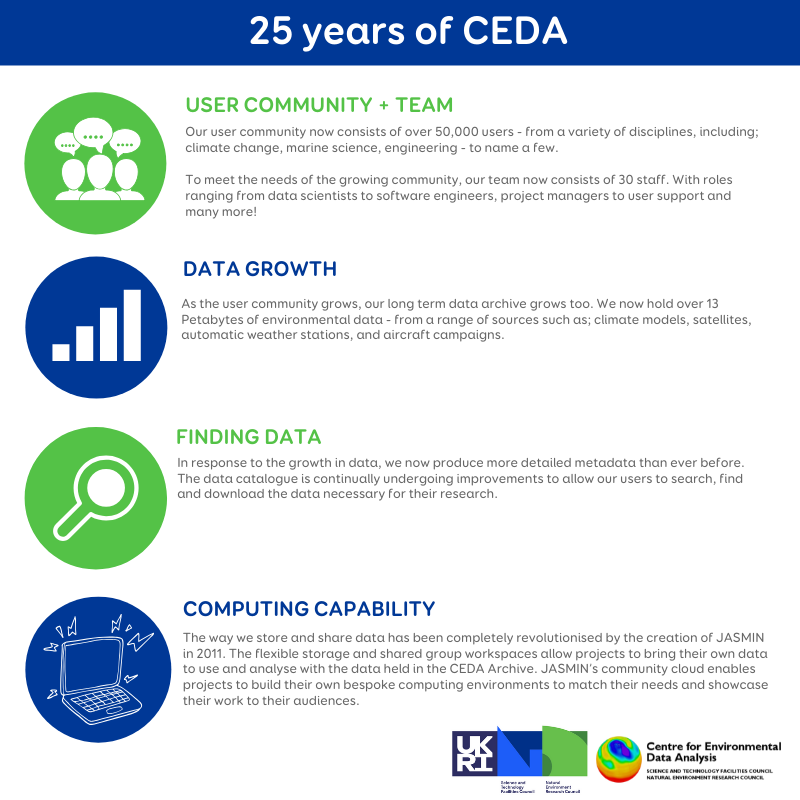 25 years of CEDA
USER COMMUNITY + TEAM
Our user community now consists of over 50,000 users - from a variety of disciplines, including;
climate change, marine science, engineering - to name a few.
To meet the needs of the growing community, our team now consists of 30 staff. With roles
ranging from data scientists to software engineers, project managers to user support and
many more!
DATA GROWTH
As the user community grows, our long term data archive grows too. We now hold over 13
Petabytes of environmental data - from a range of sources such as; climate models, satellites,
automatic weather stations, and aircraft campaigns.
FINDING DATA
In response to the growth in data, we now produce more detailed metadata than ever before.
The data catalogue is continually undergoing improvements to allow our users to search, find
and download the data necessary for their research.
COMPUTING CAPABILITY
The way we store and share data has been completely revolutionised by the creation of JASMIN
in 2011. The flexible storage and shared group workspaces allow projects to bring their own data
to use and analyse with the data held in the CEDA Archive. JASMIN's community cloud enables
projects to build their own bespoke computing environments to match their needs and showcase
their work to their audiences.
UK
RI
Science and
Technology
Facilities Council
Natural
Environment
Research Council
Centre for Environmental
Data Analysis
SCIENCE AND TECHNOLOGY FACILITIES COUNCIL
NATURAL ENVIRONMENT RESEARCH COUNCIL